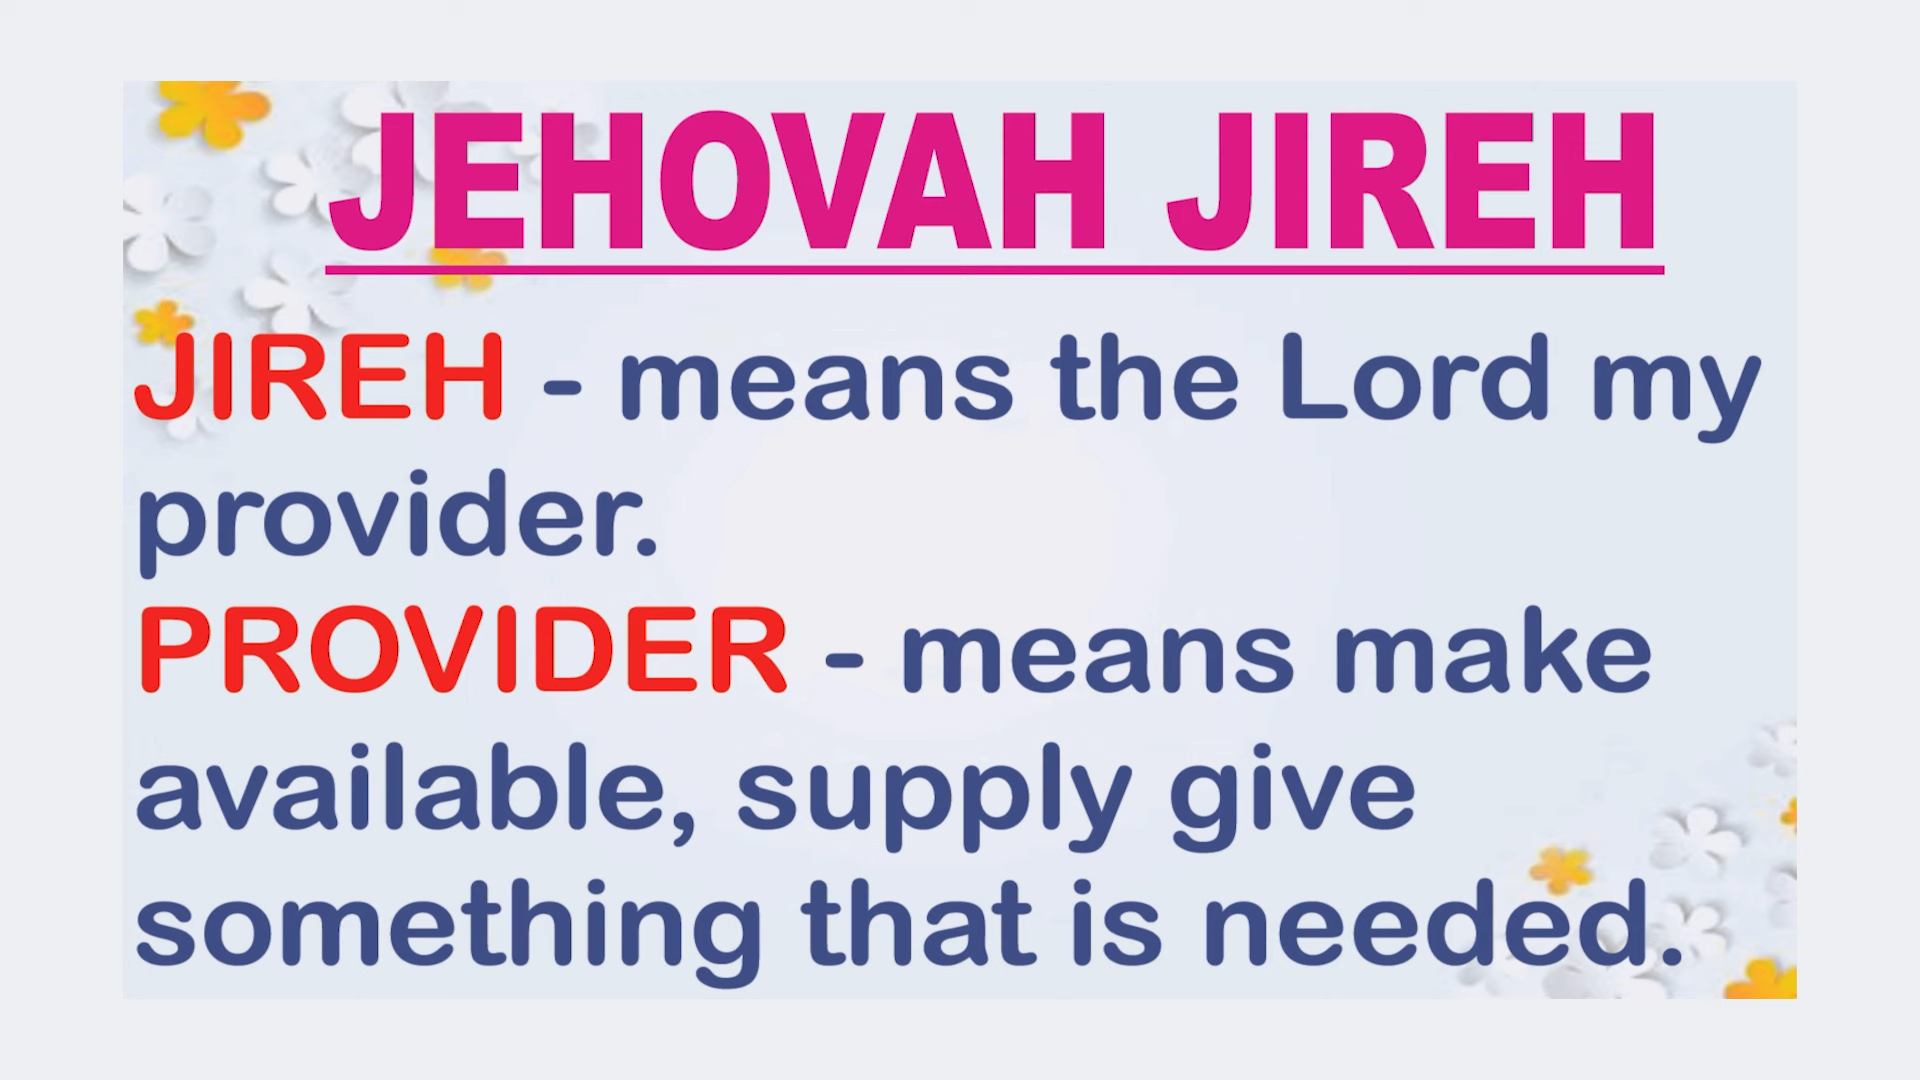 JEHOVAH JIREH
JIREH - means the Lord my
provider.
PROVIDER - means make
available, supply give
something that is needed.